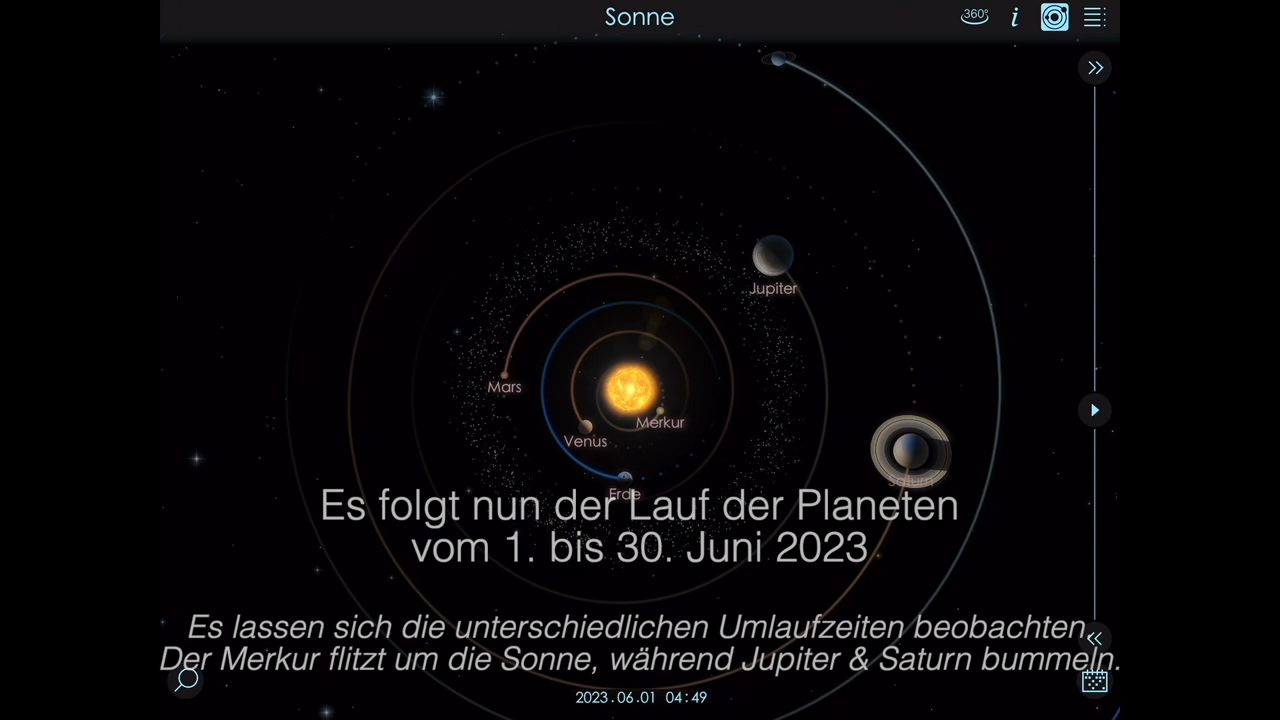 Sonne
360°
i
Jupiter
Mars
Merkur
Venus
Saturn
Erde
Es folgt nun der Lauf der Planeten
vom 1. bis 30. Juni 2023
Es lassen sich die unterschiedlichen Umlaufzeiten beobachten.
Der Merkur flitzt um die Sonne, während Jupiter & Saturn bummeln.
2023.06.01 04:49